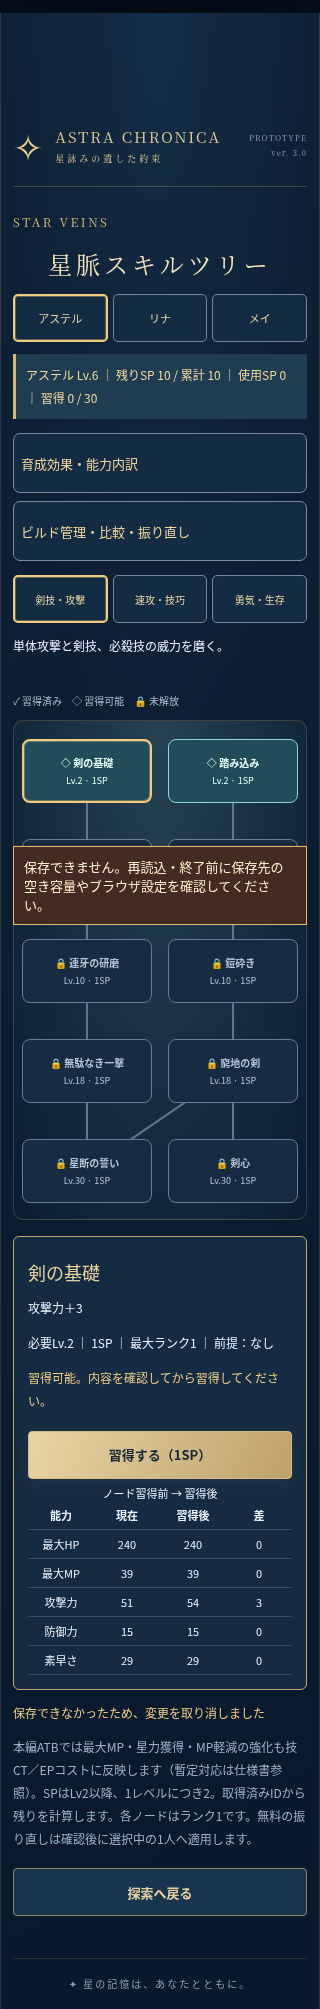 ASTRA CHRONICA
星詠みの遺した約束
PROTOTYPE
ver. 3.0
STAR VEINS
星脈スキルツリー
アステル
リナ
メイ
アステル Lv.6 ｜ 残りSP 10 / 累計 10 ｜ 使用SP 0
｜ 習得 0 / 30
育成効果・能力内訳
ビルド管理・比較・振り直し
剣技・攻撃
速攻・技巧
勇気・生存
単体攻撃と剣技、必殺技の威力を磨く。
✓ 習得済み ◇ 習得可能 🔒 未解放
◇ 剣の基礎
Lv.2 · 1SP
◇ 踏み込み
Lv.2 · 1SP
保存できません。再読込・終了前に保存先の
空き容量やブラウザ設定を確認してくださ
い。
🔒 連牙の研磨
Lv.10 · 1SP
🔒 鎧砕き
Lv.10 · 1SP
🔒 無駄なき一撃
Lv.18 · 1SP
🔒 窮地の剣
Lv.18 · 1SP
🔒 星断の誓い
Lv.30 · 1SP
🔒 剣心
Lv.30 · 1SP
剣の基礎
攻撃力＋3
必要Lv.2 ｜ 1SP ｜ 最大ランク1 ｜ 前提：なし
習得可能。内容を確認してから習得してくださ
い。
習得する（1SP）
ノード習得前 → 習得後
能力 現在 習得後 差
最大HP 240 240 0
最大MP 39 39 0
攻撃力 51 54 3
防御力 15 15 0
素早さ 29 29 0
保存できなかったため、変更を取り消しました
本編ATBでは最大MP・星力獲得・MP軽減の強化も技
CT／EPコストに反映します（暫定対応は仕様書参
照）。SPはLv2以降、1レベルにつき2。取得済みIDから
残りを計算します。各ノードはランク1です。無料の振
り直しは確認後に選択中の1人へ適用します。
探索へ戻る
✦ 星の記憶は、あなたとともに。